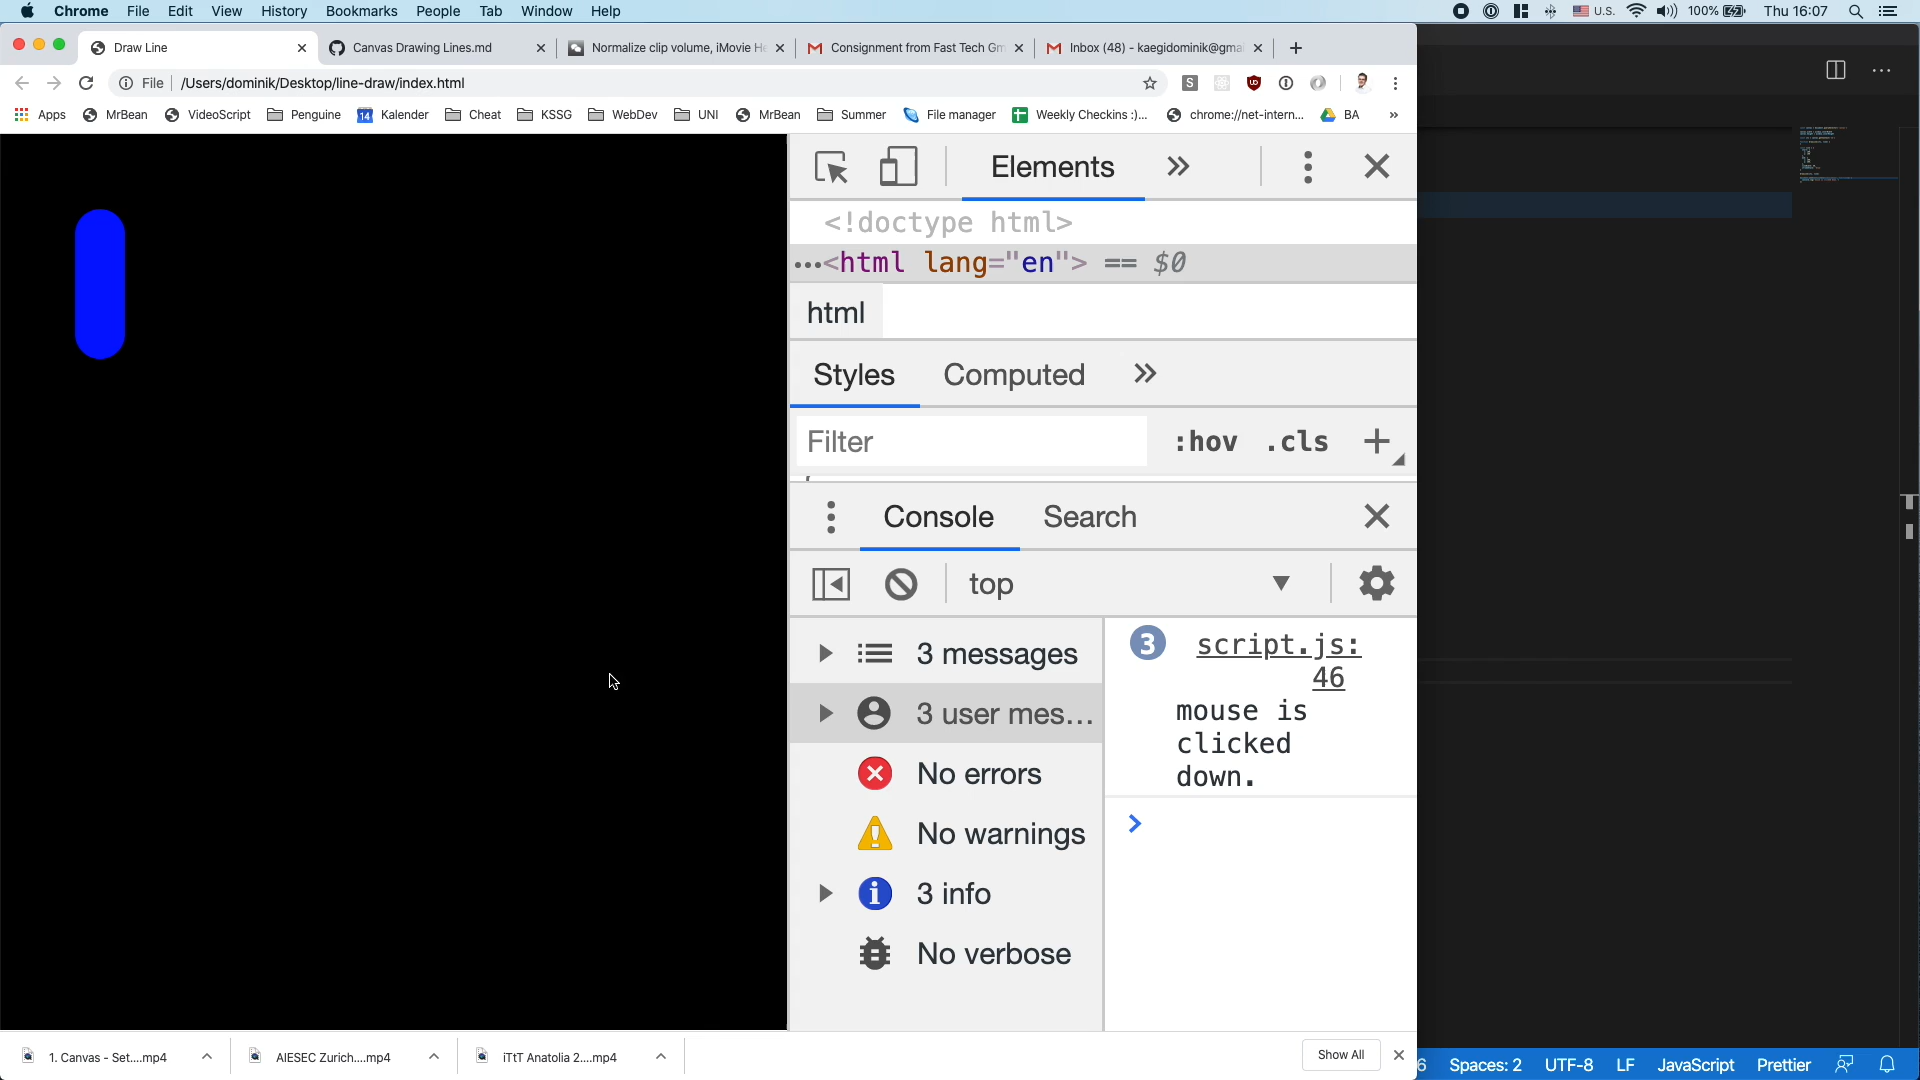 Chrome File Edit View History Bookmarks People Tab Window Help U.S. 100% Thu 16:07
Draw Line Canvas Drawing Lines.md Normalize clip volume, iMovie He Consignment from Fast Tech Gm Inbox (48) - kaegidominik@gmai
File /Users/dominik/Desktop/line-draw/index.html
Apps MrBean VideoScript Penguine Kalender Cheat KSSG WebDev UNI MrBean Summer File manager Weekly Checkins :)... chrome://net-intern... BA »
Elements »
<!doctype html>
•••<html lang="en"> == $0
html
Styles Computed »
Filter :hov .cls +
Console Search
top
3 messages
3 user mes...
No errors
No warnings
3 info
No verbose
3 script.js:
46
mouse is
clicked
down.
>
1. Canvas - Set....mp4 AIESEC Zurich....mp4 iTtT Anatolia 2....mp4 Show All
6 Spaces: 2 UTF-8 LF JavaScript Prettier